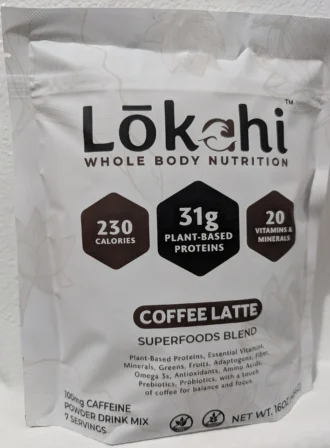 Lōkahi™
WHOLE BODY NUTRITION
230
CALORIES
31g
PLANT-BASED
PROTEINS
20
VITAMINS &
MINERALS
COFFEE LATTE
SUPERFOODS BLEND
Plant-Based Proteins, Essential Vitamins,
Minerals, Greens, Fruits, Adaptogens, Fiber,
Omega 3s, Antioxidants, Amino Acids,
Prebiotics, Probiotics, with a touch
of coffee for balance and focus.
100mg CAFFEINE
POWDER DRINK MIX
7 SERVINGS
NET WT. 16OZ